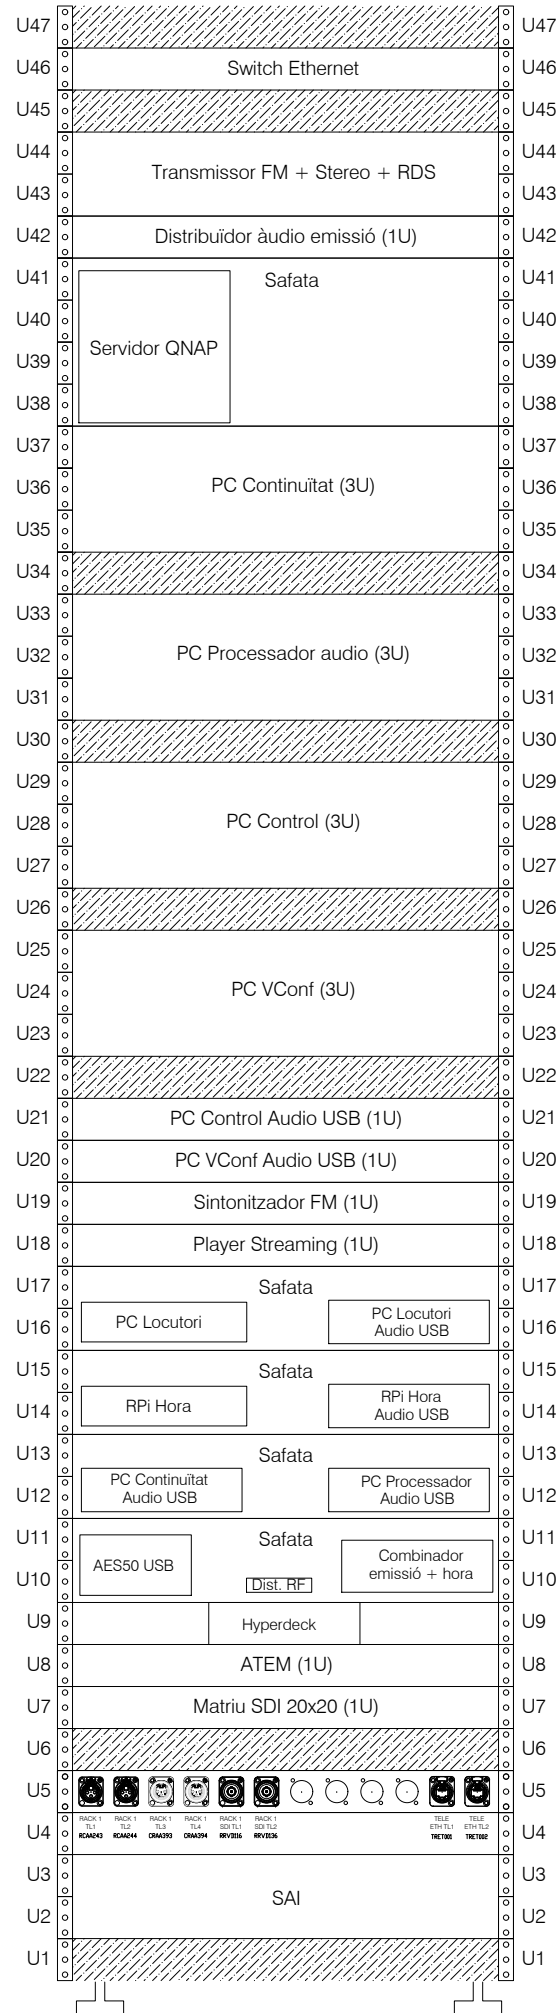 U47 U47
U46 Switch Ethernet U46
U45 U45
U44 U44
Transmissor FM + Stereo + RDS
U43 U43
U42 Distribuïdor àudio emissió (1U) U42
U41 Safata U41
U40 U40
Servidor QNAP
U39 U39
U38 U38
U37 U37
U36 PC Continuïtat (3U) U36
U35 U35
U34 U34
U33 U33
U32 PC Processador audio (3U) U32
U31 U31
U30 U30
U29 U29
U28 PC Control (3U) U28
U27 U27
U26 U26
U25 U25
U24 PC VConf (3U) U24
U23 U23
U22 U22
U21 PC Control Audio USB (1U) U21
U20 PC VConf Audio USB (1U) U20
U19 Sintonitzador FM (1U) U19
U18 Player Streaming (1U) U18
U17 Safata U17
U16 PC Locutori PC Locutori U16
Audio USB
U15 Safata U15
U14 RPi Hora RPi Hora U14
Audio USB
U13 Safata U13
U12 PC Continuïtat PC Processador U12
Audio USB Audio USB
U11 Safata U11
AES50 USB Combinador
emissió + hora
U10 Dist. RF U10
U9 Hyperdeck U9
U8 ATEM (1U) U8
U7 Matriu SDI 20x20 (1U) U7
U6 U6
U5 U5
RACK 1 RACK 1 RACK 1 RACK 1 RACK 1 RACK 1 TELE TELE
U4 TL1 TL2 TL3 TL4 SDI TL1 SDI TL2 ETH TL1 ETH TL2 U4
RCAA243 RCAA244 CRAA393 CRAA394 RRVD116 RRVD136 TRET001 TRET002
U3 U3
SAI
U2 U2
U1 U1